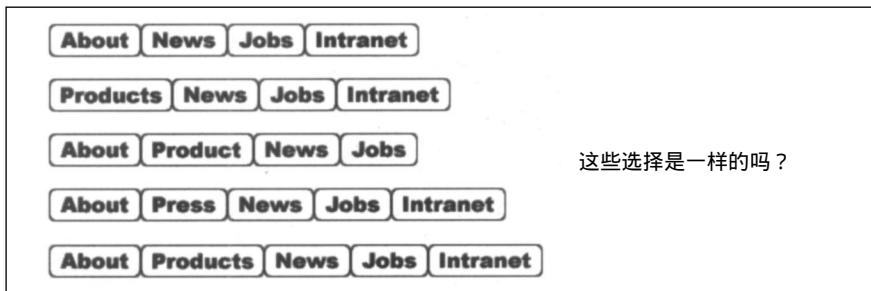 About News Jobs Intranet
Products News Jobs Intranet
About Product News Jobs
这些选择是一样的吗？
About Press News Jobs Intranet
About Products News Jobs Intranet